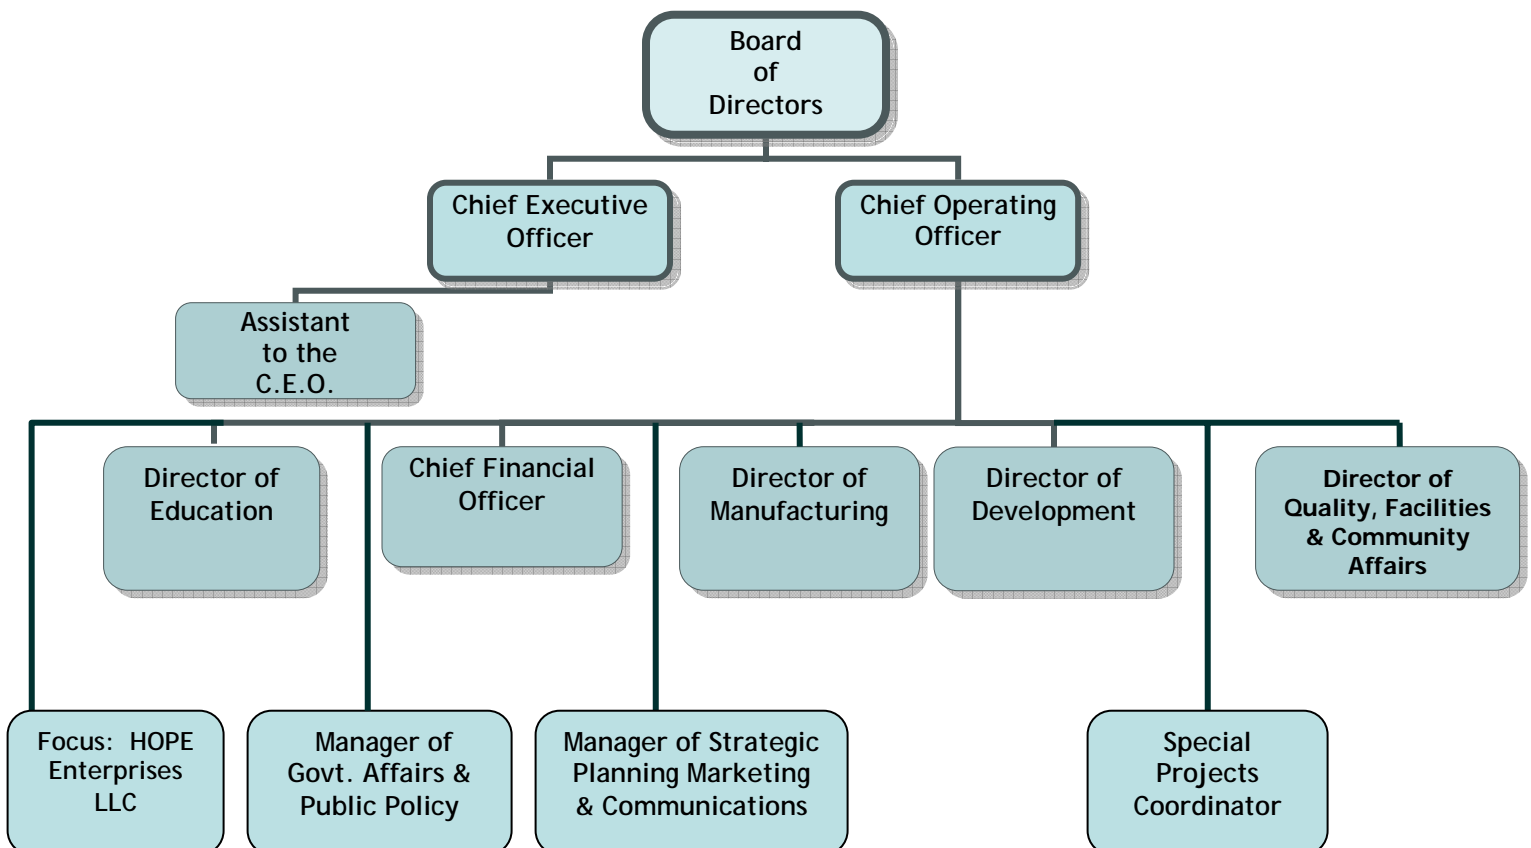 Board
of
Directors
Chief Executive
Officer
Chief Operating
Officer
Assistant
to the
C.E.O.
Director of
Education
Chief Financial
Officer
Director of
Manufacturing
Director of
Development
Director of
Quality, Facilities
& Community
Affairs
Focus: HOPE
Enterprises
LLC
Manager of
Govt. Affairs &
Public Policy
Manager of Strategic
Planning Marketing
& Communications
Special
Projects
Coordinator